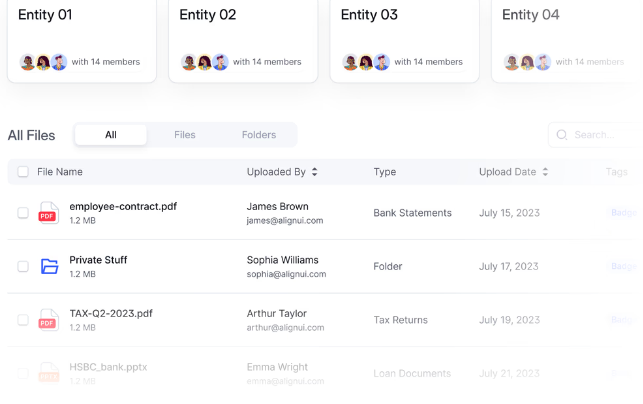 Entity 01
Entity 02
Entity 03
Entity 04
with 14 members
with 14 members
with 14 members
with 14 members
All Files
All
Files
Folders
Search...
File Name
Uploaded By
Type
Upload Date
Tags
employee-contract.pdf
1.2 MB
PDF
James Brown
james@alignui.com
Bank Statements
July 15, 2023
Badge
Private Stuff
1.2 MB
Sophia Williams
sophia@alignui.com
Folder
July 17, 2023
Badge
TAX-Q2-2023.pdf
1.2 MB
PDF
Arthur Taylor
arthur@alignui.com
Tax Returns
July 19, 2023
HSBC_bank.pptx
1.2 MB
Emma Wright
emma@alignui.com
Loan Documents
July 21, 2023